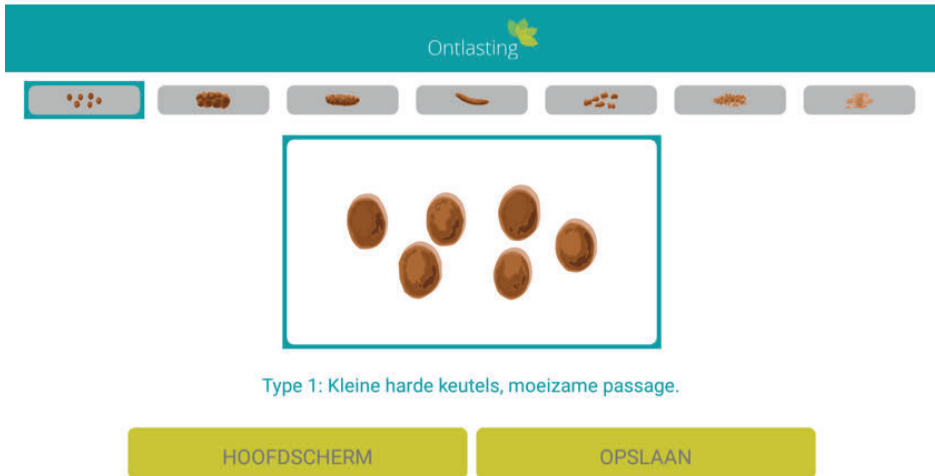 Ontlasting
Type 1: Kleine harde keutels, moeizame passage.
HOOFDSCHERM
OPSLAAN